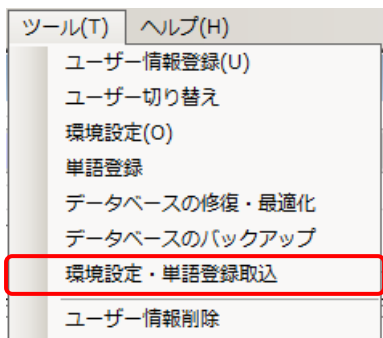 ツール(T) ヘルプ(H)
ユーザー情報登録(U)
ユーザー切り替え
環境設定(O)
単語登録
データベースの修復・最適化
データベースのバックアップ
環境設定・単語登録取込
ユーザー情報削除